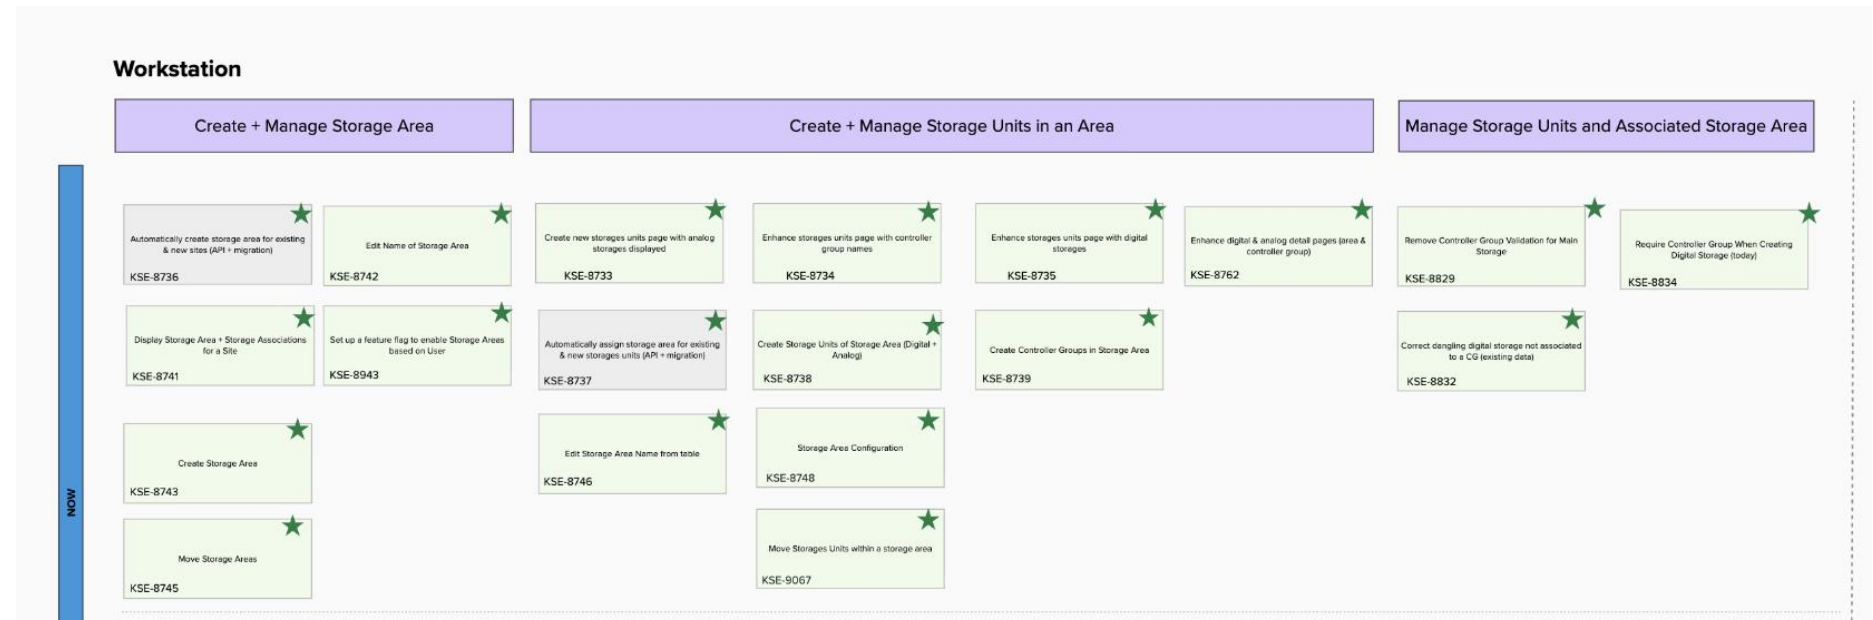 Workstation
Create + Manage Storage Area
Create + Manage Storage Units in an Area
Manage Storage Units and Associated Storage Area
NOW
Automatically create storage area for existing
& new sites (API + migration)
KSE-8736
Edit Name of Storage Area
KSE-8742
Create new storages units page with analog
storages displayed
KSE-8733
Enhance storages units page with controller
group names
KSE-8734
Enhance storages units page with digital
storages
KSE-8735
Enhance digital & analog detail pages (area &
controller group)
KSE-8762
Remove Controller Group Validation for Main
Storage
KSE-8829
Require Controller Group When Creating
Digital Storage (today)
KSE-8834
Display Storage Area + Storage Associations
for a Site
KSE-8741
Set up a feature flag to enable Storage Areas
based on User
KSE-8943
Automatically assign storage area for existing
& new storages units (API + migration)
KSE-8737
Create Storage Units of Storage Area (Digital +
Analog)
KSE-8738
Create Controller Groups in Storage Area
KSE-8739
Correct dangling digital storage not associated
to a CG (existing data)
KSE-8832
Create Storage Area
KSE-8743
Edit Storage Area Name from table
KSE-8746
Storage Area Configuration
KSE-8748
Move Storage Areas
KSE-8745
Move Storages Units within a storage area
KSE-9067